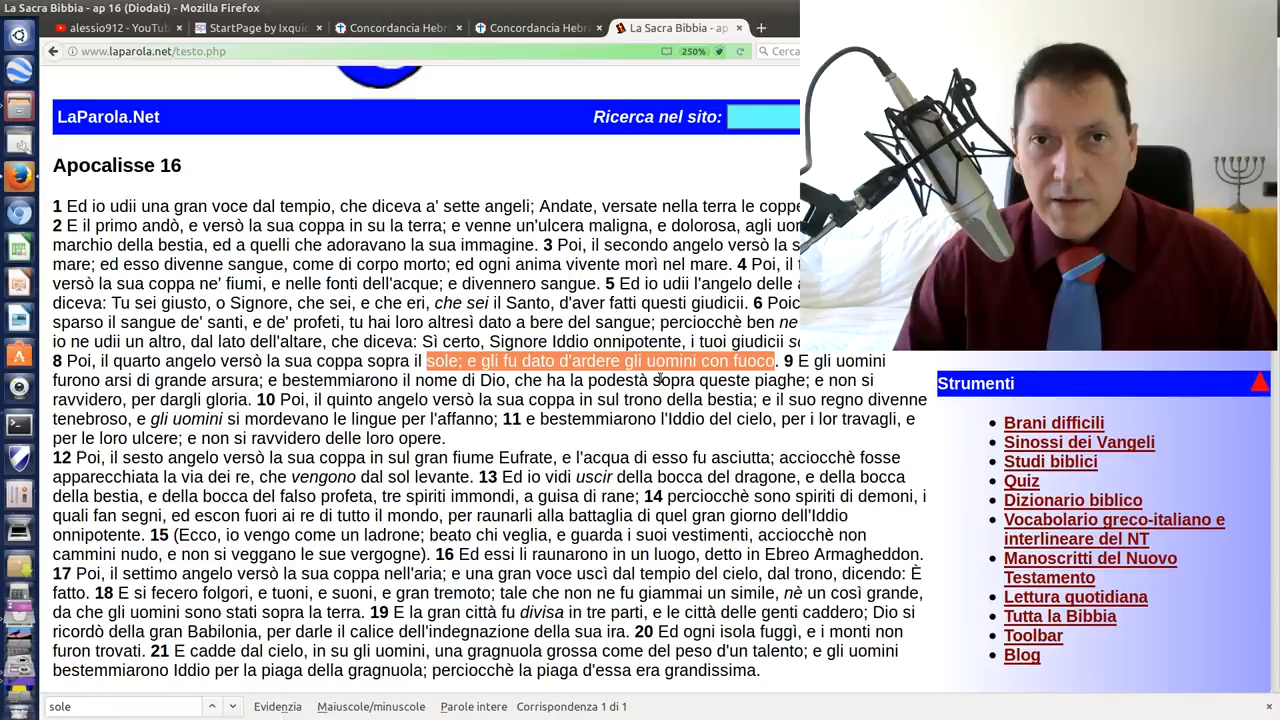 La Sacra Bibbia - ap 16 (Diodati) - Mozilla Firefox
alessio912 - YouTu
StartPage by Ixquic
Concordanza Hebr
Concordanza Hebr
La Sacra Bibbia - ap
www.laparola.net/testo.php
250%
Cerca
LaParola.Net
Ricerca nel sito:
Apocalisse 16
1 Ed io udii una gran voce dal tempio, che diceva a' sette angeli; Andate, versate nella terra le coppe
2 E il primo andò, e versò la sua coppa in su la terra; e venne un'ulcera maligna, e dolorosa, agli uom
marchio della bestia, ed a quelli che adoravano la sua immagine. 3 Poi, il secondo angelo versò la s
mare; ed esso divenne sangue, come di corpo morto; ed ogni anima vivente morì nel mare. 4 Poi, il
versò la sua coppa ne' fiumi, e nelle fonti dell'acque; e divennero sangue. 5 Ed io udii l'angelo delle
diceva: Tu sei giusto, o Signore, che sei, e che eri, che sei il Santo, d'aver fatti questi giudicii. 6 Poic
sparso il sangue de' santi, e de' profeti, tu hai loro altresì dato a bere del sangue; perciocchè ben ne
io ne udii un altro, dal lato dell'altare, che diceva: Sì certo, Signore Iddio onnipotente, i tuoi giudicii so
8 Poi, il quarto angelo versò la sua coppa sopra il sole; e gli fu dato d'ardere gli uomini con fuoco. 9 E gli uomini
furono arsi di grande arsura; e bestemmiarono il nome di Dio, che ha la podestà sopra queste piaghe; e non si
ravvidero, per dargli gloria. 10 Poi, il quinto angelo versò la sua coppa in sul trono della bestia; e il suo regno divenne
tenebroso, e gli uomini si mordevano le lingue per l'affanno; 11 e bestemmiarono l'Iddio del cielo, per i lor travagli, e
per le loro ulcere; e non si ravvidero delle loro opere.
12 Poi, il sesto angelo versò la sua coppa in sul gran fiume Eufrate, e l'acqua di esso fu asciutta; acciocchè fosse
apparecchiata la via dei re, che vengono dal sol levante. 13 Ed io vidi uscir della bocca del dragone, e della bocca
della bestia, e della bocca del falso profeta, tre spiriti immondi, a guisa di rane; 14 perciocchè sono spiriti di demoni, i
quali fan segni, ed escon fuori ai re di tutto il mondo, per raunarli alla battaglia di quel gran giorno dell'Iddio
onnipotente. 15 (Ecco, io vengo come un ladrone; beato chi veglia, e guarda i suoi vestimenti, acciocchè non
cammini nudo, e non si veggano le sue vergogne). 16 Ed essi li raunarono in un luogo, detto in Ebreo Armagheddon.
17 Poi, il settimo angelo versò la sua coppa nell'aria; e una gran voce uscì dal tempio del cielo, dal trono, dicendo: È
fatto. 18 E si fecero folgori, e tuoni, e suoni, e gran tremoto; tale che non ne fu giammai un simile, nè un così grande,
da che gli uomini sono stati sopra la terra. 19 E la gran città fu divisa in tre parti, e le città delle genti caddero; Dio si
ricordò della gran Babilonia, per darle il calice dell'indegnazione della sua ira. 20 Ed ogni isola fuggì, e i monti non
furon trovati. 21 E cadde dal cielo, in su gli uomini, una gragnuola grossa come del peso d'un talento; e gli uomini
bestemmiarono Iddio per la piaga della gragnuola; perciocchè la piaga d'essa era grandissima.
Strumenti
Brani difficili
Sinossi dei Vangeli
Studi biblici
Quiz
Dizionario biblico
Vocabolario greco-italiano e
interlineare del NT
Manoscritti del Nuovo
Testamento
Lettura quotidiana
Tutta la Bibbia
Toolbar
Blog
sole
Evidenzia
Maiuscole/minuscole
Parole intere
Corrispondenza 1 di 1